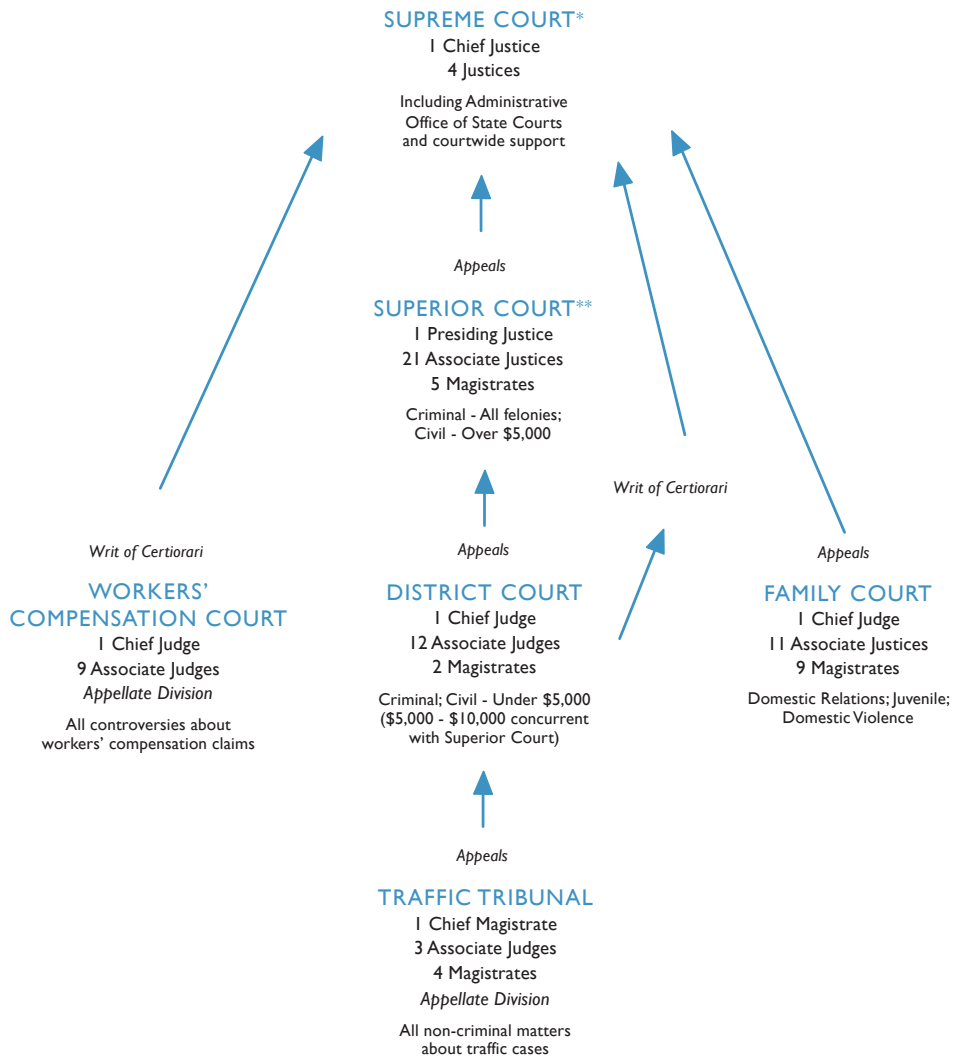 SUPREME COURT*
1 Chief Justice
4 Justices
Including Administrative
Office of State Courts
and courtwide support
Appeals
SUPERIOR COURT**
1 Presiding Justice
21 Associate Justices
5 Magistrates
Criminal - All felonies;
Civil - Over $5,000
Writ of Certiorari
Writ of Certiorari
WORKERS'
COMPENSATION COURT
1 Chief Judge
9 Associate Judges
Appellate Division
All controversies about
workers' compensation claims
Appeals
DISTRICT COURT
1 Chief Judge
12 Associate Judges
2 Magistrates
Criminal; Civil - Under $5,000
($5,000 - $10,000 concurrent
with Superior Court)
Appeals
FAMILY COURT
1 Chief Judge
11 Associate Justices
9 Magistrates
Domestic Relations; Juvenile;
Domestic Violence
Appeals
TRAFFIC TRIBUNAL
1 Chief Magistrate
3 Associate Judges
4 Magistrates
Appellate Division
All non-criminal matters
about traffic cases